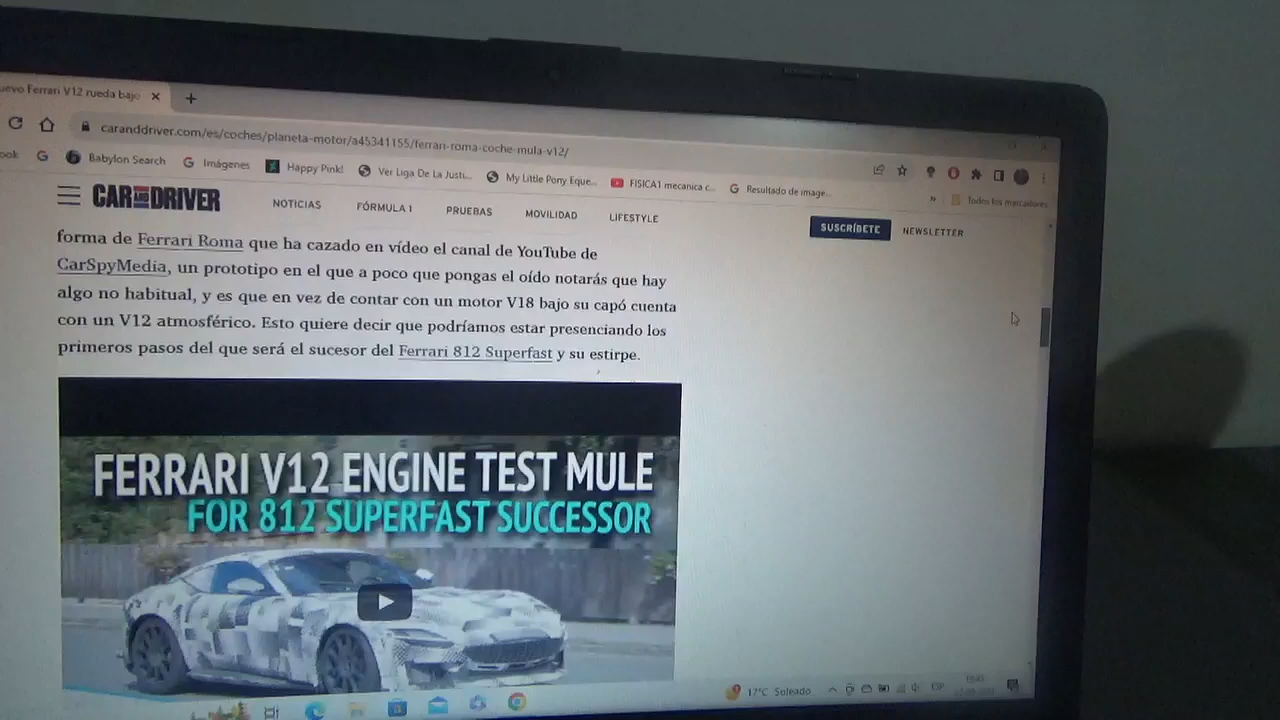 uevo Ferrari V12 rueda bajo
caranddriver.com/es/coches/planeta-motor/a45341155/ferrari-roma-coche-mula-v12/
ook Babylon Search Imágenes Happy Pink! Ver Liga De La Justi... My Little Pony Eque... FISICA1 mecanica c... Resultado de image... »
Todos los marcadores
CAR AND DRIVER NOTICIAS FÓRMULA 1 PRUEBAS MOVILIDAD LIFESTYLE SUSCRÍBETE NEWSLETTER
forma de Ferrari Roma que ha cazado en vídeo el canal de YouTube de
CarSpyMedia, un prototipo en el que a poco que pongas el oído notarás que hay
algo no habitual, y es que en vez de contar con un motor V18 bajo su capó cuenta
con un V12 atmosférico. Esto quiere decir que podríamos estar presenciando los
primeros pasos del que será el sucesor del Ferrari 812 Superfast y su estirpe.
FERRARI V12 ENGINE TEST MULE
FOR 812 SUPERFAST SUCCESSOR
17°C Soleado ESP